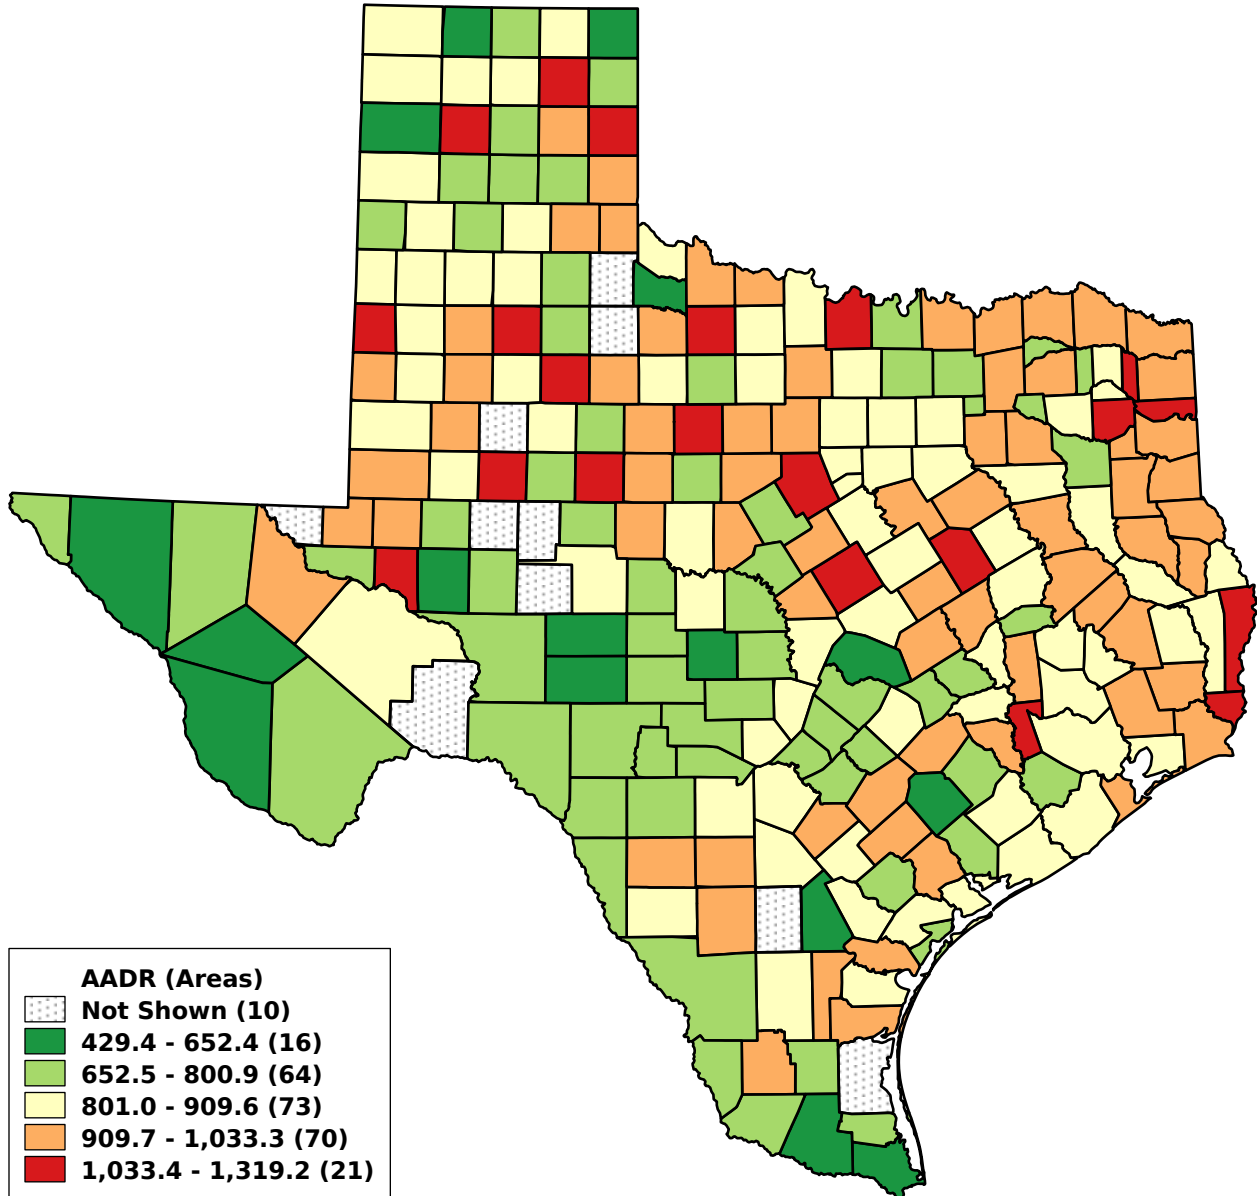 AADR (Areas)
Not Shown (10)
429.4 - 652.4 (16)
652.5 - 800.9 (64)
801.0 - 909.6 (73)
909.7 - 1,033.3 (70)
1,033.4 - 1,319.2 (21)